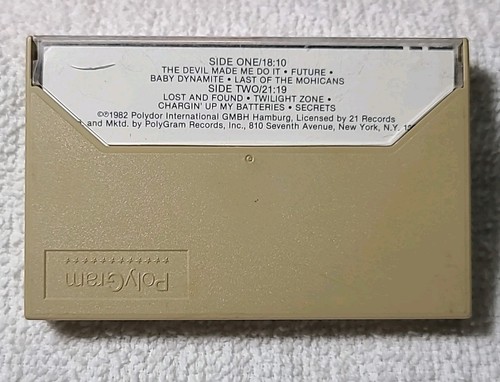 SIDE ONE/18:10
THE DEVIL MADE ME DO IT • FUTURE •
BABY DYNAMITE • LAST OF THE MOHICANS
SIDE TWO/21:19
LOST AND FOUND • TWILIGHT ZONE •
CHARGIN' UP MY BATTERIES • SECRETS
©℗1982 Polydor International GMBH Hamburg, Licensed by 21 Records
and Mktd. by PolyGram Records, Inc., 810 Seventh Avenue, New York, N.Y.
PolyGram